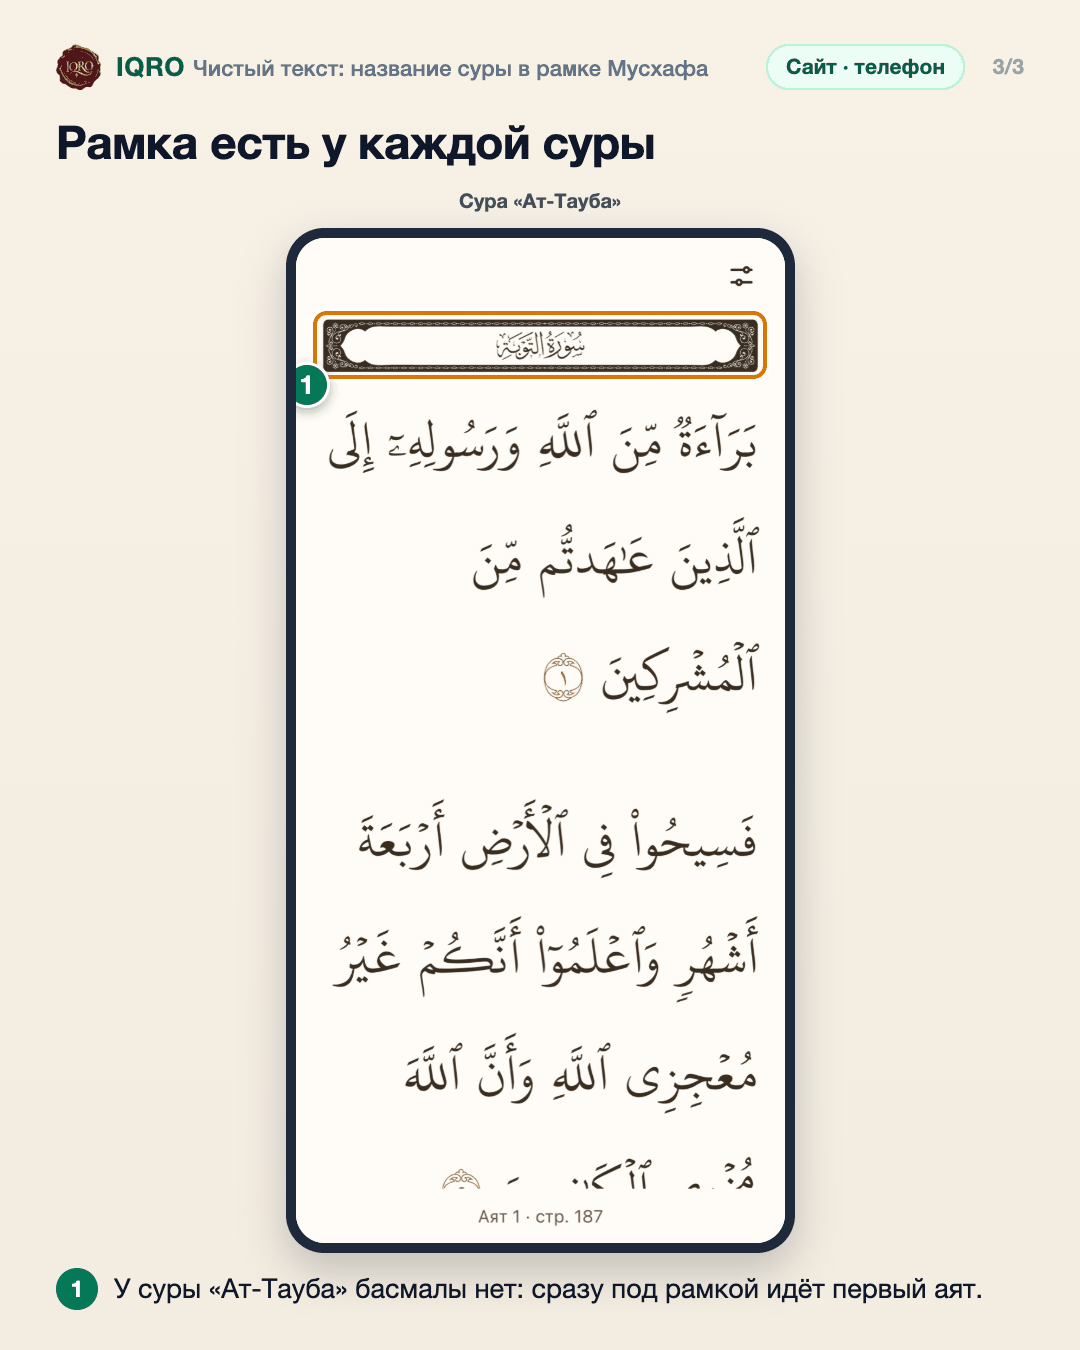 IQRO
IQRO Чистый текст: название суры в рамке Мусхафа
Сайт · телефон
3/3
Рамка есть у каждой суры
Сура «Ат-Тауба»
سُورَةُ التَّوْبَةِ
1
بَرَآءَةٌ مِّنَ ٱللَّهِ وَرَسُولِهِۦٓ إِلَى
ٱلَّذِينَ عَـٰهَدتُّم مِّنَ
ٱلْمُشْرِكِينَ ١
فَسِيحُوا۟ فِى ٱلْأَرْضِ أَرْبَعَةَ
أَشْهُرٍ وَٱعْلَمُوٓا۟ أَنَّكُمْ غَيْرُ
مُعْجِزِى ٱللَّهِ وَأَنَّ ٱللَّهَ
Аят 1 · стр. 187
1 У суры «Ат-Тауба» басмалы нет: сразу под рамкой идёт первый аят.